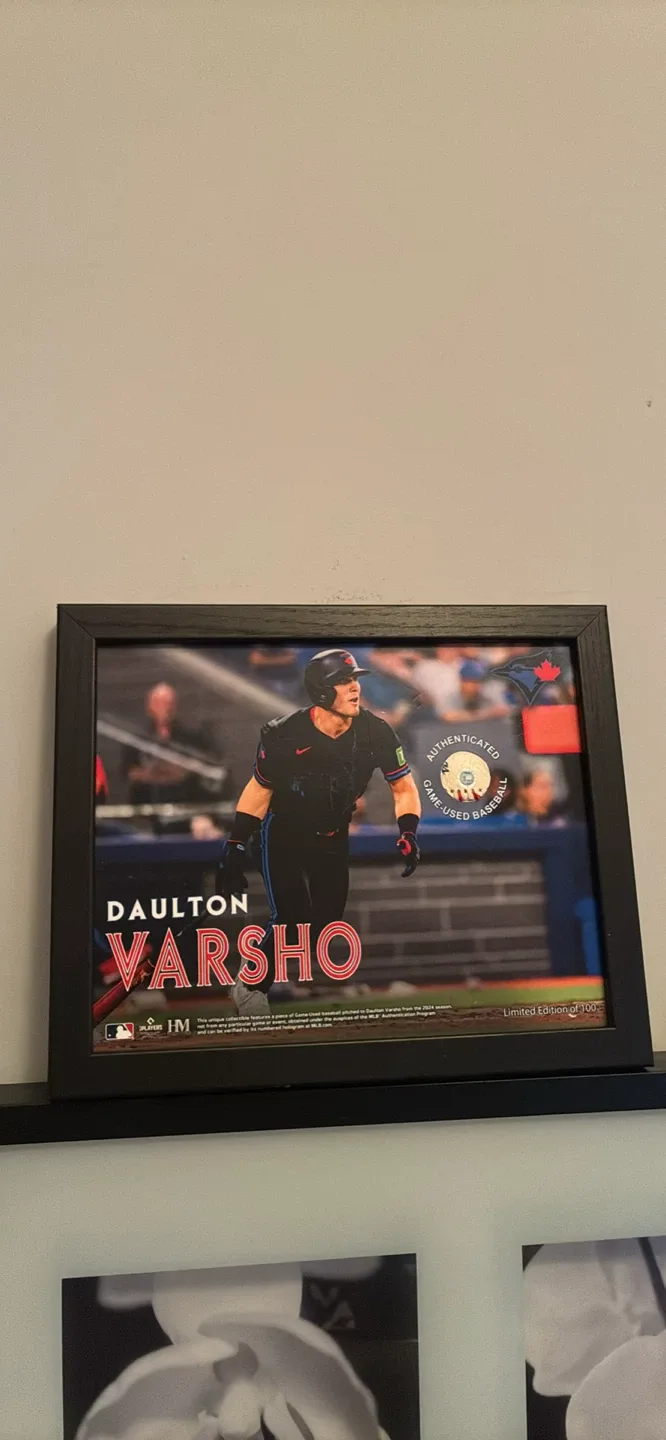 AUTHENTICATED
GAME-USED BASEBALL
DAULTON
VARSHO
PLAYERS
HM
This unique collectible features a piece of Game-Used baseball pitched to Daulton Varsho from the 2024 season,
not from any particular game or event, obtained under the auspices of the MLB® Authentication Program
and can be verified by its numbered hologram at MLB.com.
Limited Edition of 100